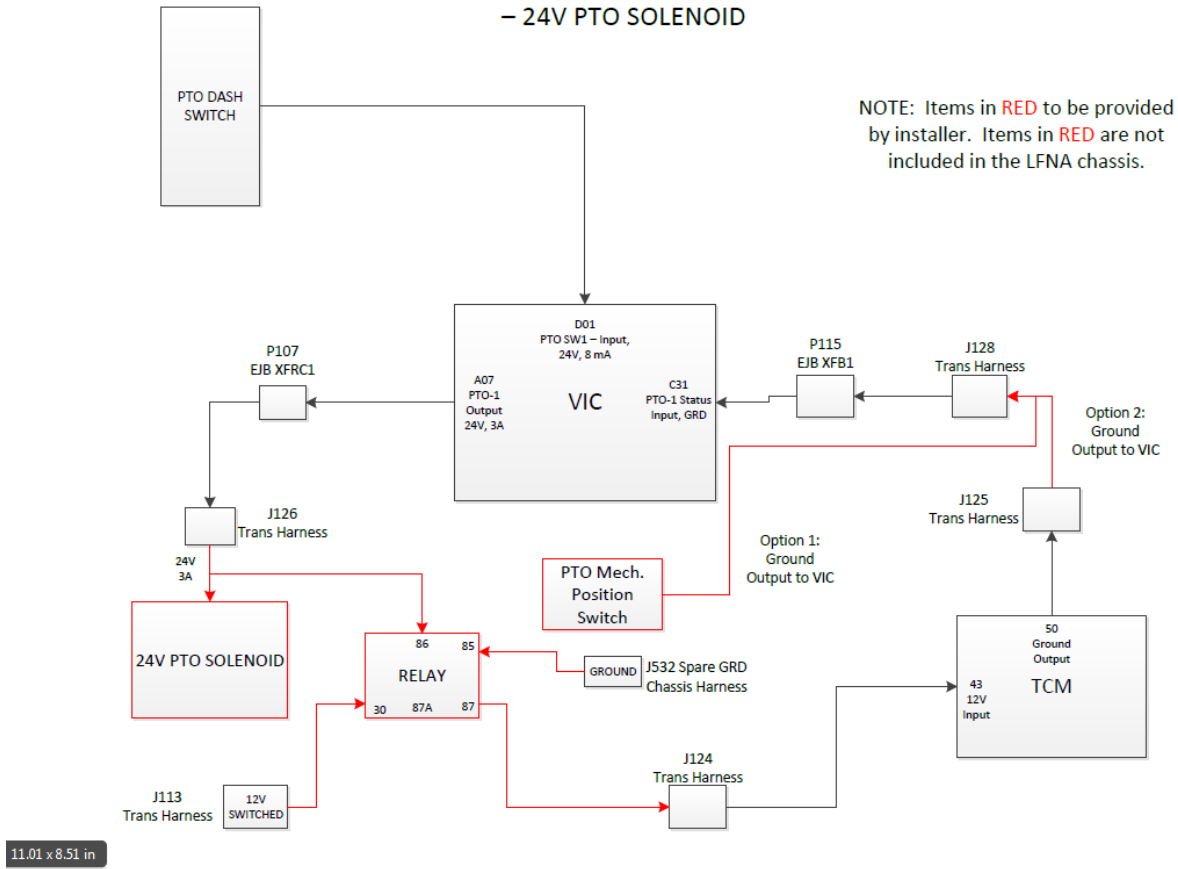 – 24V PTO SOLENOID
PTO DASH
SWITCH
NOTE:  Items in RED to be provided
by installer.  Items in RED are not
included in the LFNA chassis.
D01
PTO SW1 – Input,
24V, 8 mA
A07
PTO-1
Output
24V, 3A
VIC
C31
PTO-1 Status
Input, GRD
P107
EJB XFRC1
P115
EJB XFB1
J128
Trans Harness
Option 2:
Ground
Output to VIC
J126
Trans Harness
J125
Trans Harness
24V
3A
Option 1:
Ground
Output to VIC
PTO Mech.
Position
Switch
24V PTO SOLENOID
86
85
RELAY
30
87A
87
GROUND
J532 Spare GRD
Chassis Harness
50
Ground
Output
43
12V
Input
TCM
J124
Trans Harness
J113
Trans Harness
12V
SWITCHED
11.01 x 8.51 in